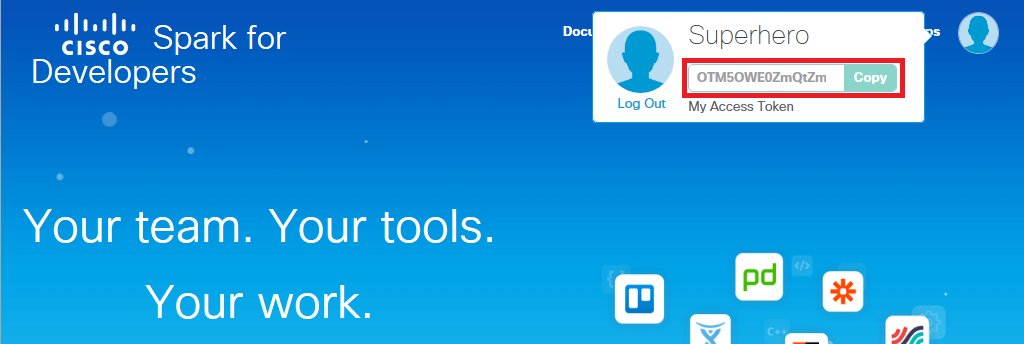 CISCO Spark for
Developers
Docu
ps
Superhero
OTM5OWE0ZmQtZm
Copy
Log Out
My Access Token
Your team. Your tools.
Your work.
pd
{ }
</>
C++